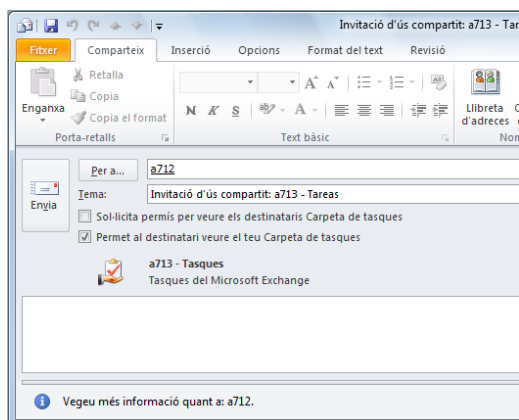 Invitació d'ús compartit: a713 - Tar
Fitxer Comparteix Inserció Opcions Format del text Revisió
Enganxa
Retalla
Copia
Copia el format
Porta-retalls
N K S
Text bàsic
Llibreta
d'adreces
Nom
Envia
Per a... a712
Tema: Invitació d'ús compartit: a713 - Tareas
Sol·licita permís per veure els destinataris Carpeta de tasques
Permet al destinatari veure el teu Carpeta de tasques
a713 - Tasques
Tasques del Microsoft Exchange
Vegeu més informació quant a: a712.